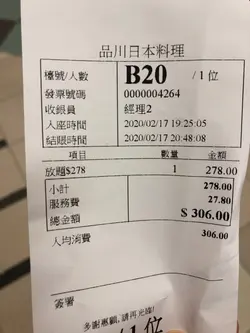 品川日本料理
檯號/人數 B20 /1位
發票號碼 0000004264
收銀員 經理2
入座時間 2020/02/17 19:25:05
結賬時間 2020/02/17 20:48:08
項目 數量 金額
放題$278 1 278.00
小計 278.00
服務費 27.80
總金額 $ 306.00
人均消費 306.00
簽署
多謝惠顧,請再光臨!
/1位